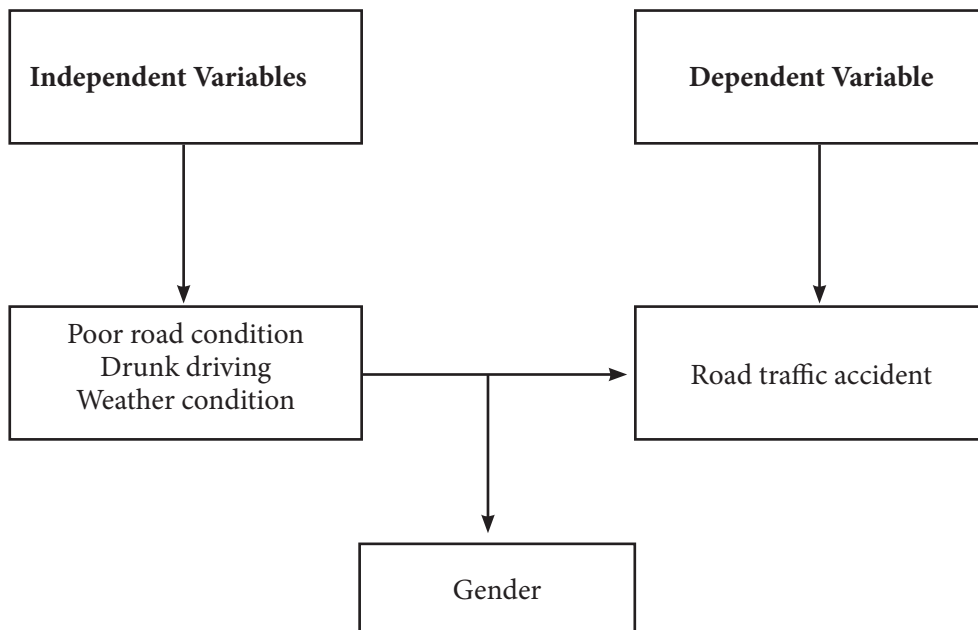 Independent Variables
Dependent Variable
Poor road condition
Drunk driving
Weather condition
Road traffic accident
Gender